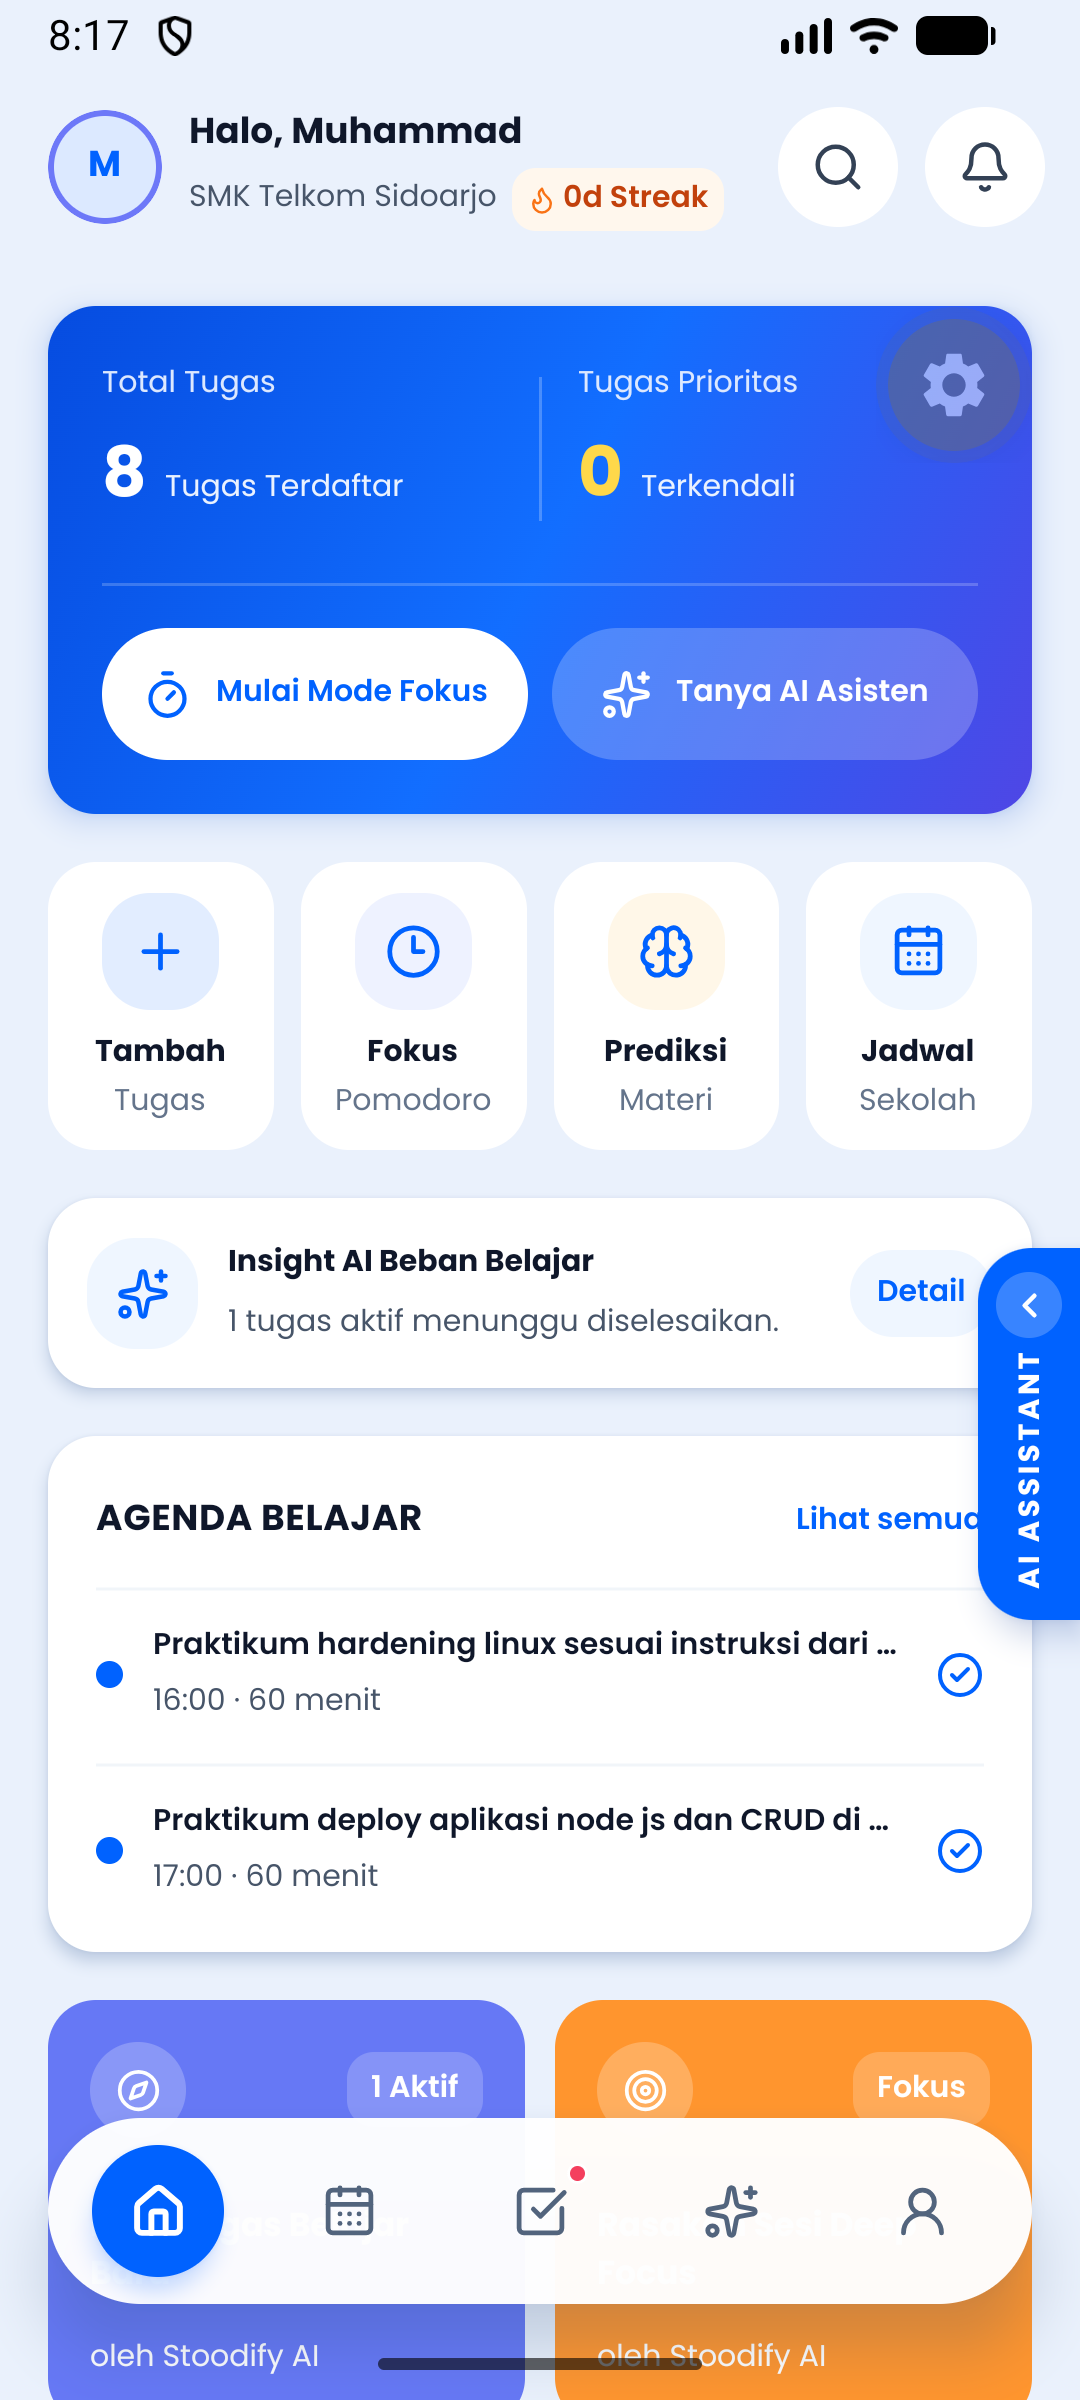 8:17
M
Halo, Muhammad
SMK Telkom Sidoarjo
0d Streak
Total Tugas
8 Tugas Terdaftar
Tugas Prioritas
0 Terkendali
Mulai Mode Fokus
Tanya AI Asisten
Tambah
Tugas
Fokus
Pomodoro
Prediksi
Materi
Jadwal
Sekolah
Insight AI Beban Belajar
1 tugas aktif menunggu diselesaikan.
Detail
AI ASSISTANT
AGENDA BELAJAR
Lihat semua
Praktikum hardening linux sesuai instruksi dari ...
16:00 · 60 menit
Praktikum deploy aplikasi node js dan CRUD di ...
17:00 · 60 menit
1 Aktif
Fokus
Focus
oleh Stoodify AI
oleh Stoodify AI